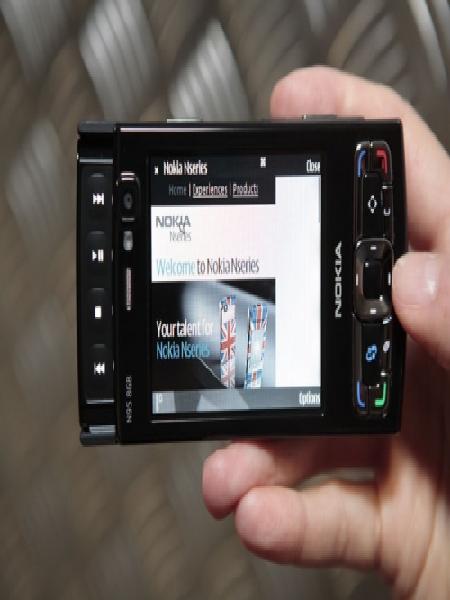 Nokia Nseries
Close
Home | Experiences | Products
NOKIA
Nseries
Welcome to Nokia Nseries
Your talent for
Nokia Nseries
Options
NOKIA
N95 8GB